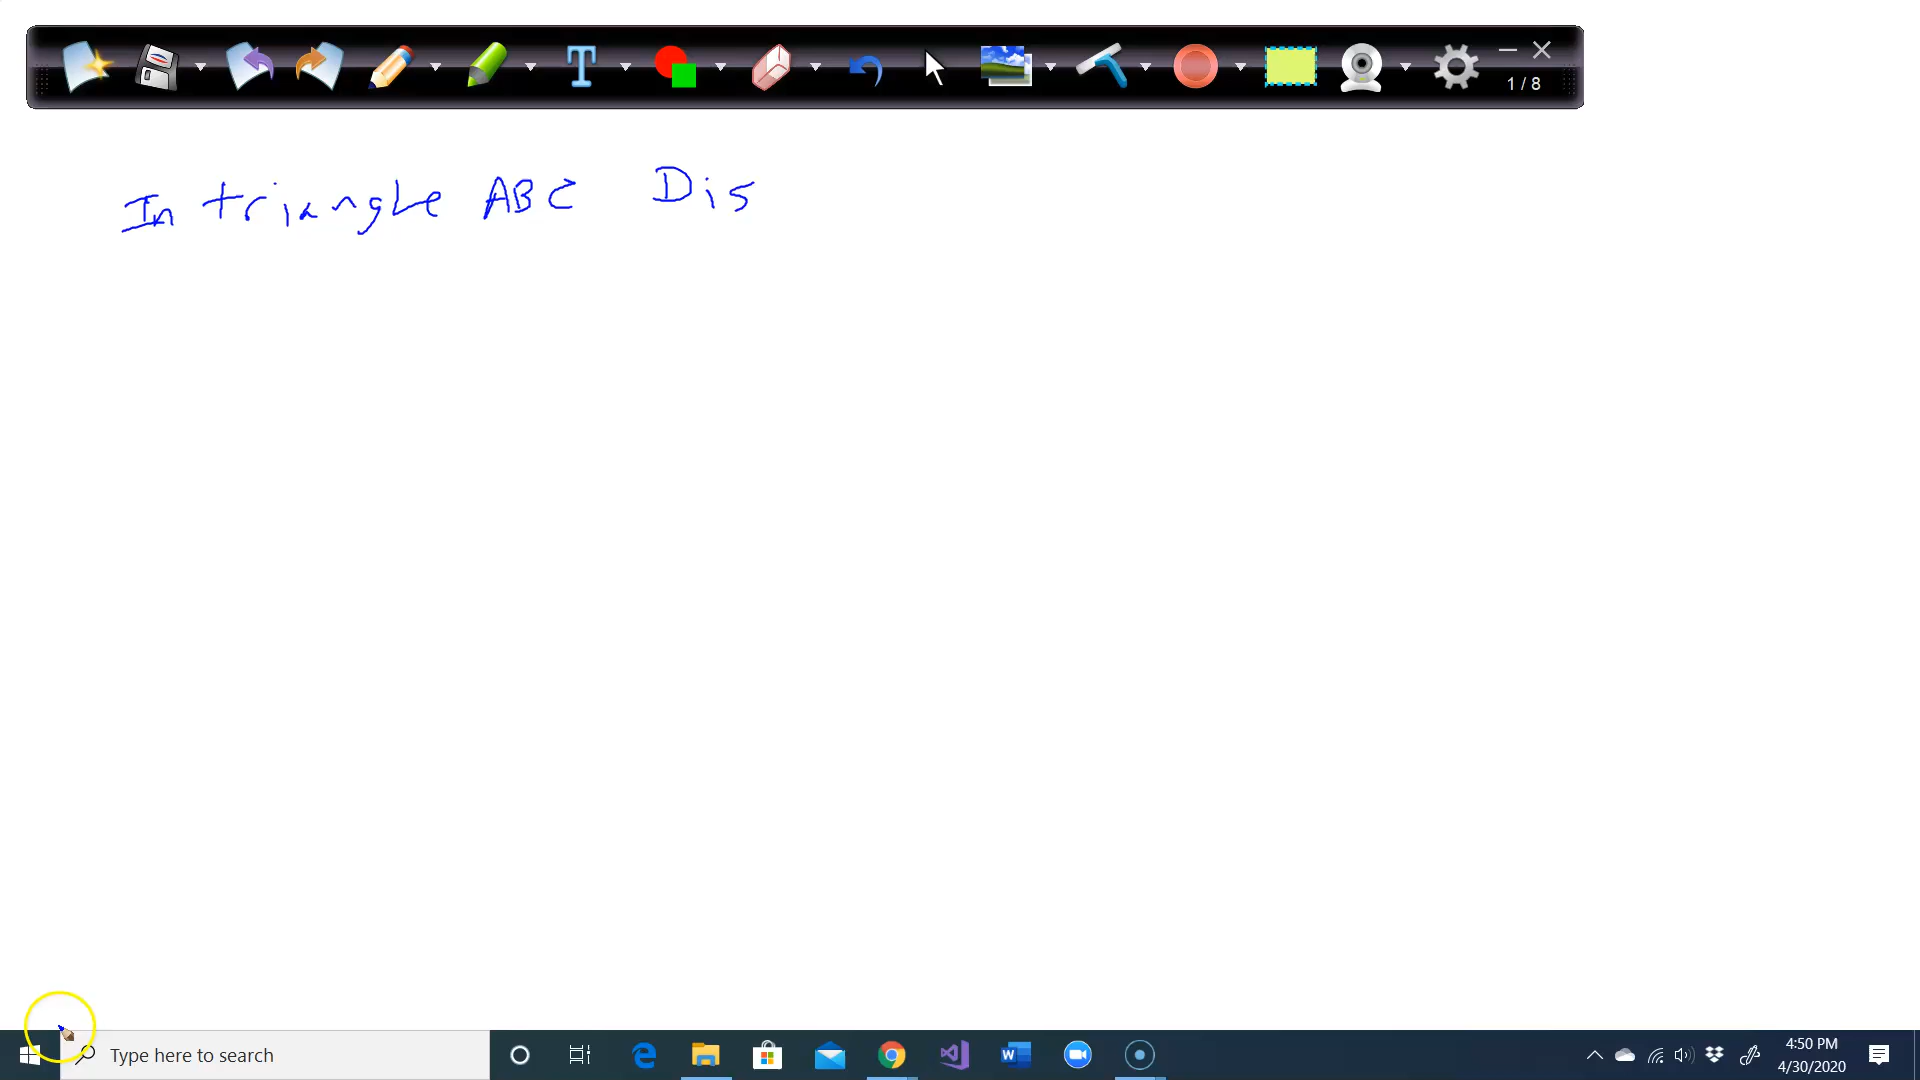 1 / 8
In triangle ABC D is
Type here to search
4:50 PM
4/30/2020